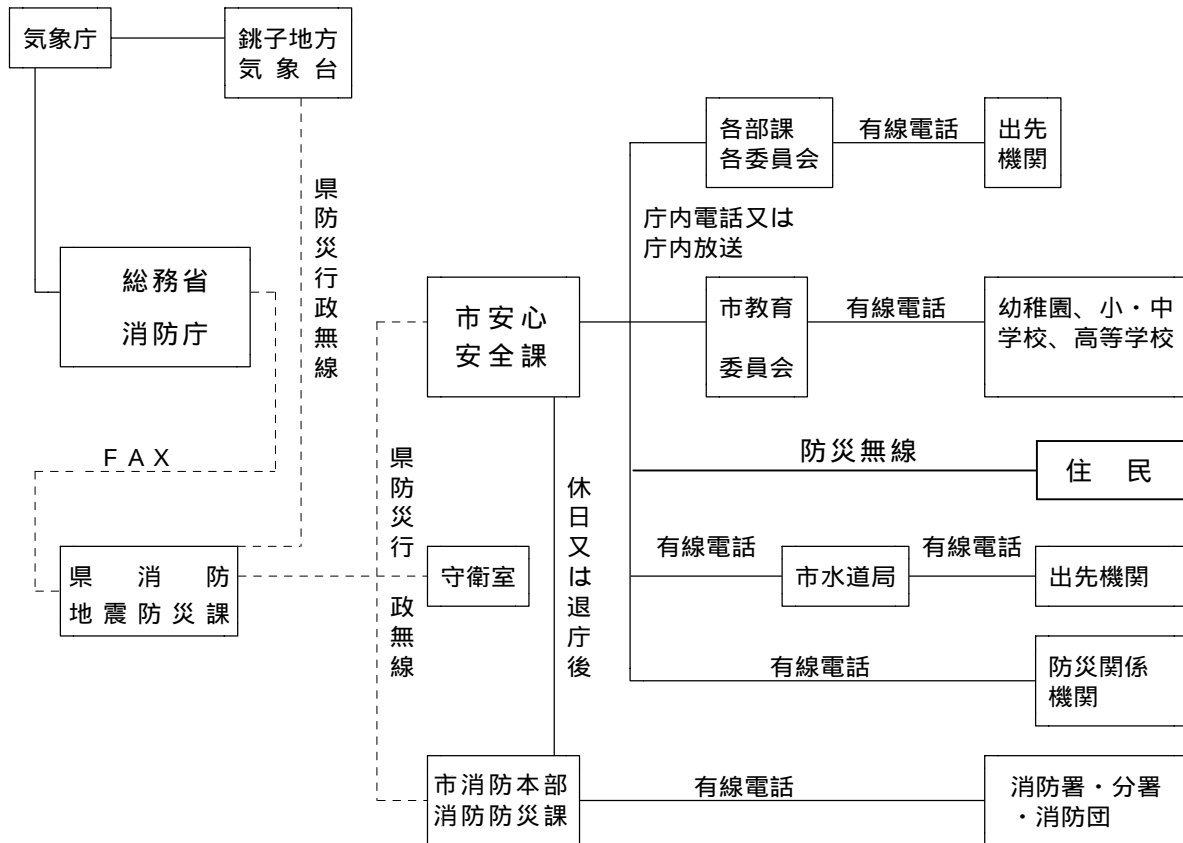 気象庁
銚子地方
気象台
県防災行政無線
総務省
消防庁
ＦＡＸ
県消防
地震防災課
県防災行
政無線
市安心
安全課
守衛室
休日又は退庁後
市消防本部
消防防災課
各部課
各委員会
有線電話
出先
機関
庁内電話又は
庁内放送
市教育
委員会
有線電話
幼稚園、小・中
学校、高等学校
防災無線
住民
有線電話
市水道局
有線電話
出先機関
有線電話
防災関係
機関
有線電話
消防署・分署
・消防団